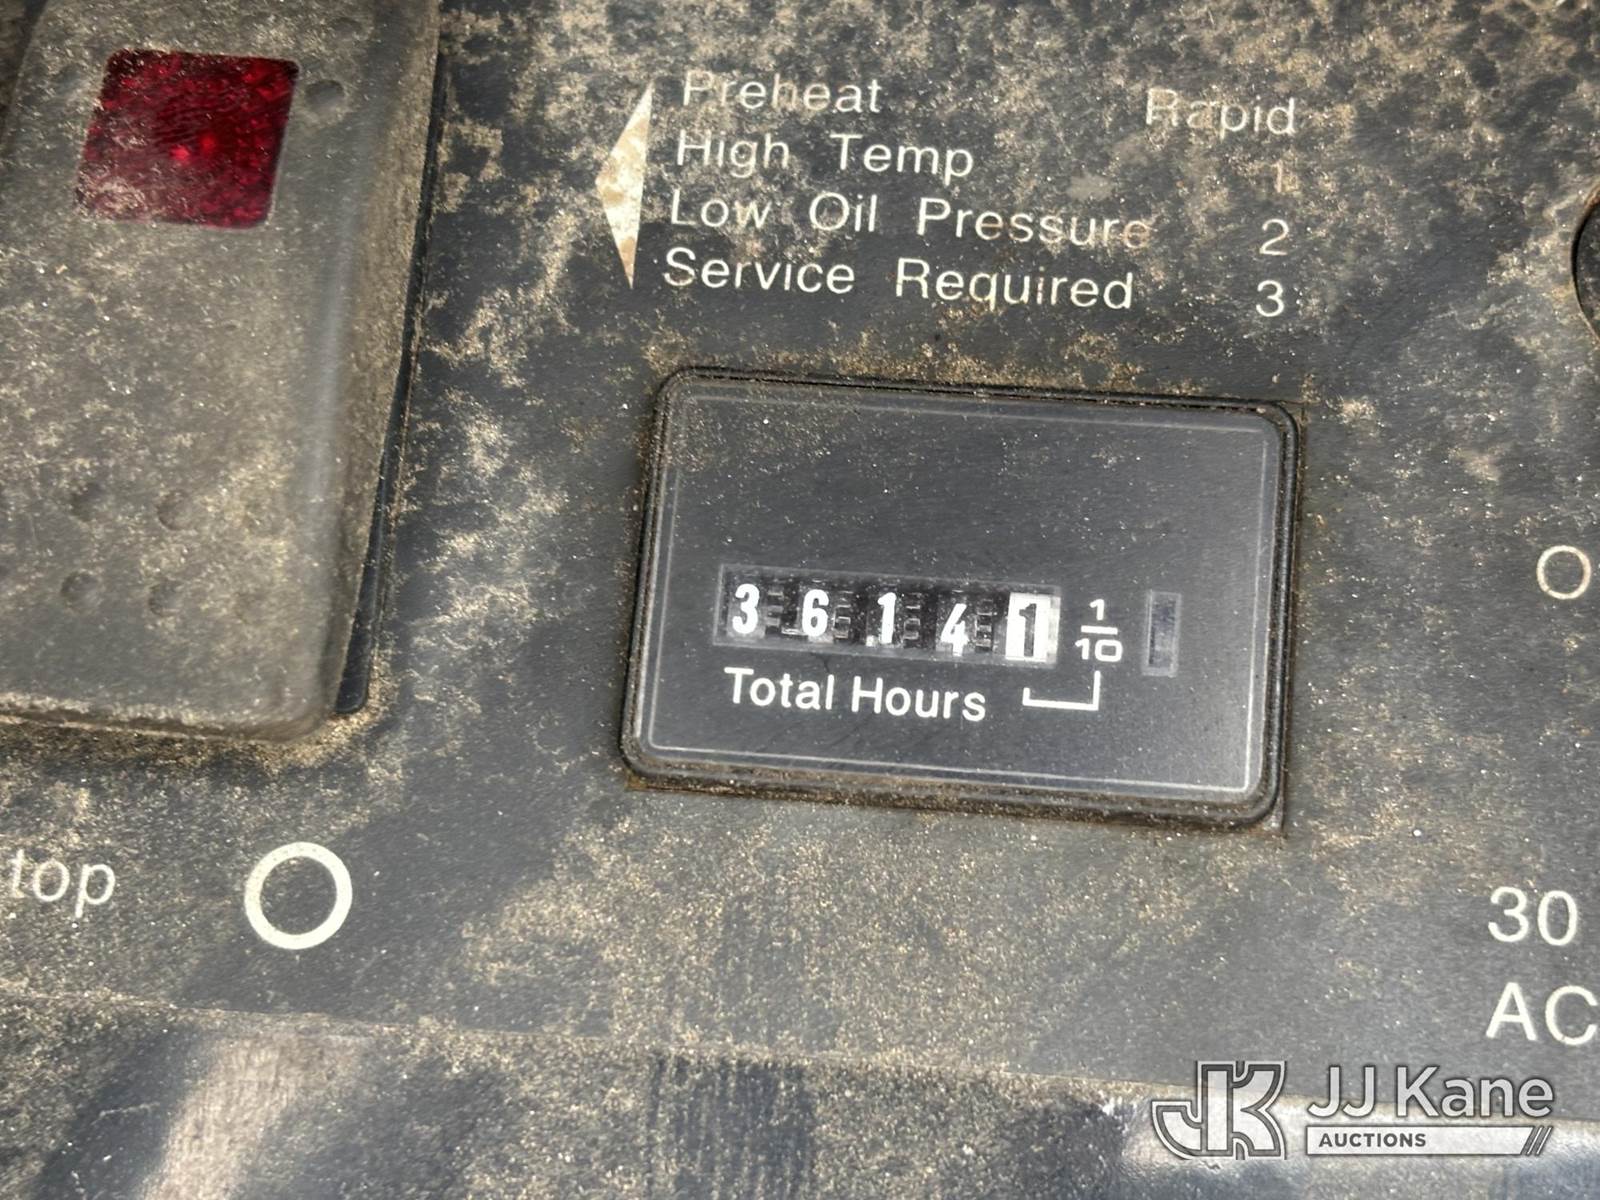 Preheat Rapid
High Temp 1
Low Oil Pressure 2
Service Required 3
3 6 1 4 1 1/10
Total Hours
top
30
AC
JK JJ Kane
AUCTIONS